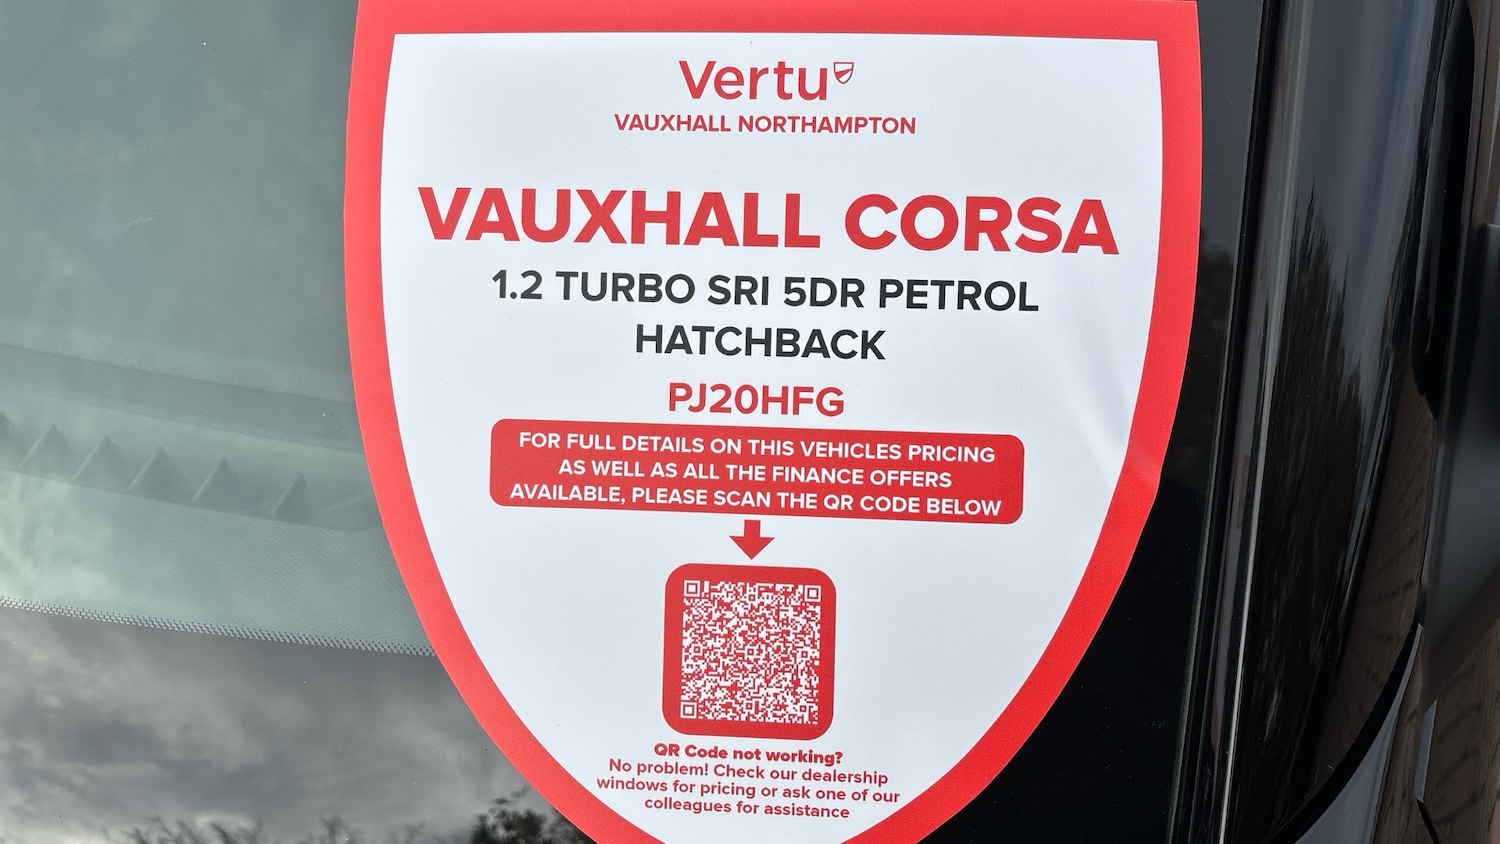 Vertu
VAUXHALL NORTHAMPTON
VAUXHALL CORSA
1.2 TURBO SRI 5DR PETROL
HATCHBACK
PJ20HFG
FOR FULL DETAILS ON THIS VEHICLES PRICING
AS WELL AS ALL THE FINANCE OFFERS
AVAILABLE, PLEASE SCAN THE QR CODE BELOW
QR Code not working?
No problem! Check our dealership
windows for pricing or ask one of our
colleagues for assistance